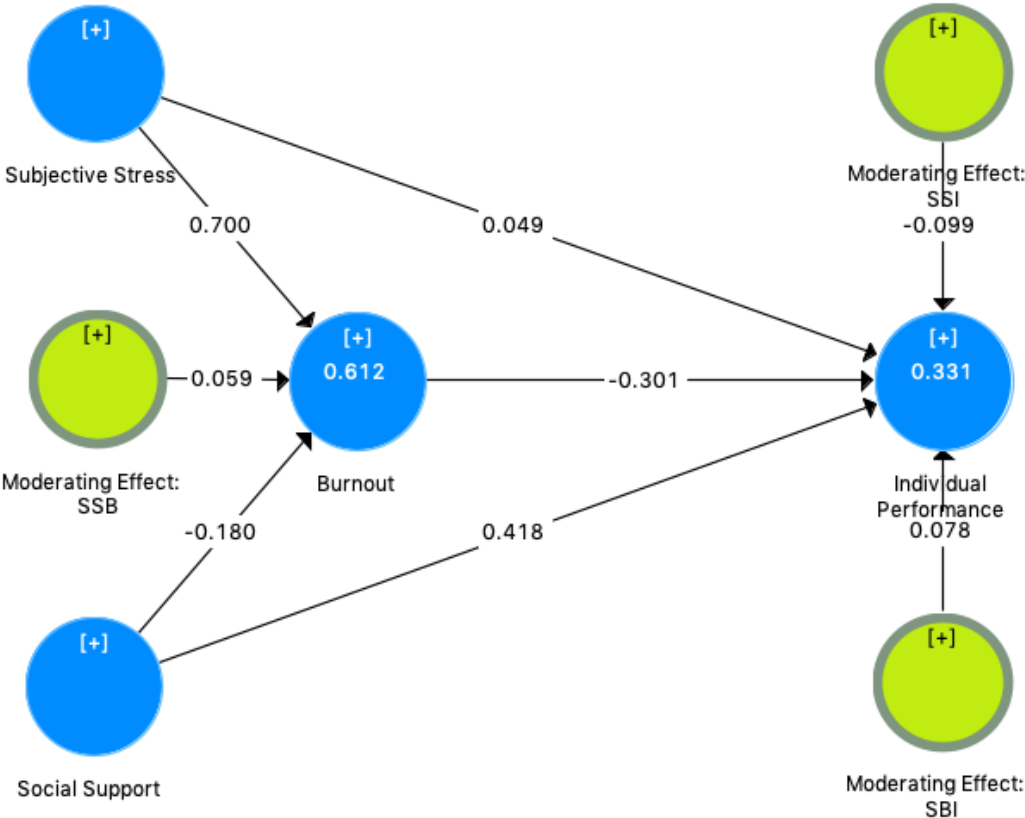 [+]
Subjective Stress
[+]
Moderating Effect:
SSI
-0.099
0.700
0.049
[+]
Moderating Effect:
SSB
0.059
[+]
0.612
Burnout
-0.301
[+]
0.331
Individual
Performance
0.078
-0.180
0.418
[+]
Social Support
[+]
Moderating Effect:
SBI